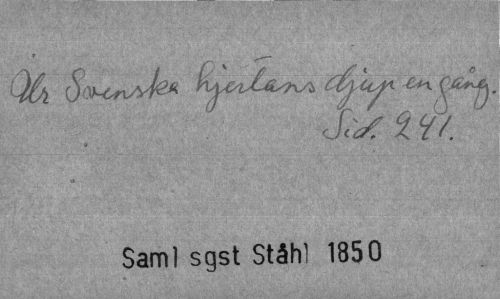 Ur Svenska hjertans djup en gång.
Sid. 241.
Saml sgst Ståhl 1850